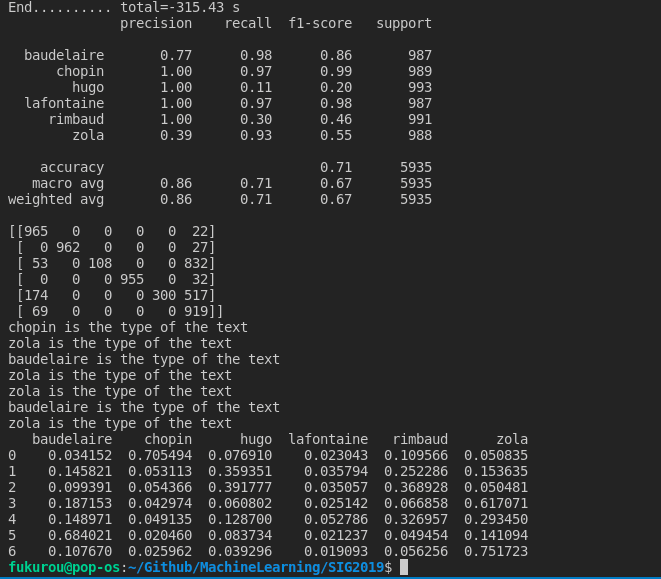 End.......... total=-315.43 s
              precision    recall  f1-score   support

  baudelaire       0.77      0.98      0.86       987
      chopin       1.00      0.97      0.99       989
        hugo       1.00      0.11      0.20       993
  lafontaine       1.00      0.97      0.98       987
     rimbaud       1.00      0.30      0.46       991
        zola       0.39      0.93      0.55       988

    accuracy                           0.71      5935
   macro avg       0.86      0.71      0.67      5935
weighted avg       0.86      0.71      0.67      5935

[[965   0   0   0   0  22]
 [  0 962   0   0   0  27]
 [ 53   0 108   0   0 832]
 [  0   0   0 955   0  32]
 [174   0   0   0 300 517]
 [ 69   0   0   0   0 919]]
chopin is the type of the text
zola is the type of the text
baudelaire is the type of the text
zola is the type of the text
zola is the type of the text
baudelaire is the type of the text
zola is the type of the text
   baudelaire    chopin      hugo  lafontaine   rimbaud      zola
0    0.034152  0.705494  0.076910    0.023043  0.109566  0.050835
1    0.145821  0.053113  0.359351    0.035794  0.252286  0.153635
2    0.099391  0.054366  0.391777    0.035057  0.368928  0.050481
3    0.187153  0.042974  0.060802    0.025142  0.066858  0.617071
4    0.148971  0.049135  0.128700    0.052786  0.326957  0.293450
5    0.684021  0.020460  0.083734    0.021237  0.049454  0.141094
6    0.107670  0.025962  0.039296    0.019093  0.056256  0.751723
fukurou@pop-os:~/Github/MachineLearning/SIG2019$